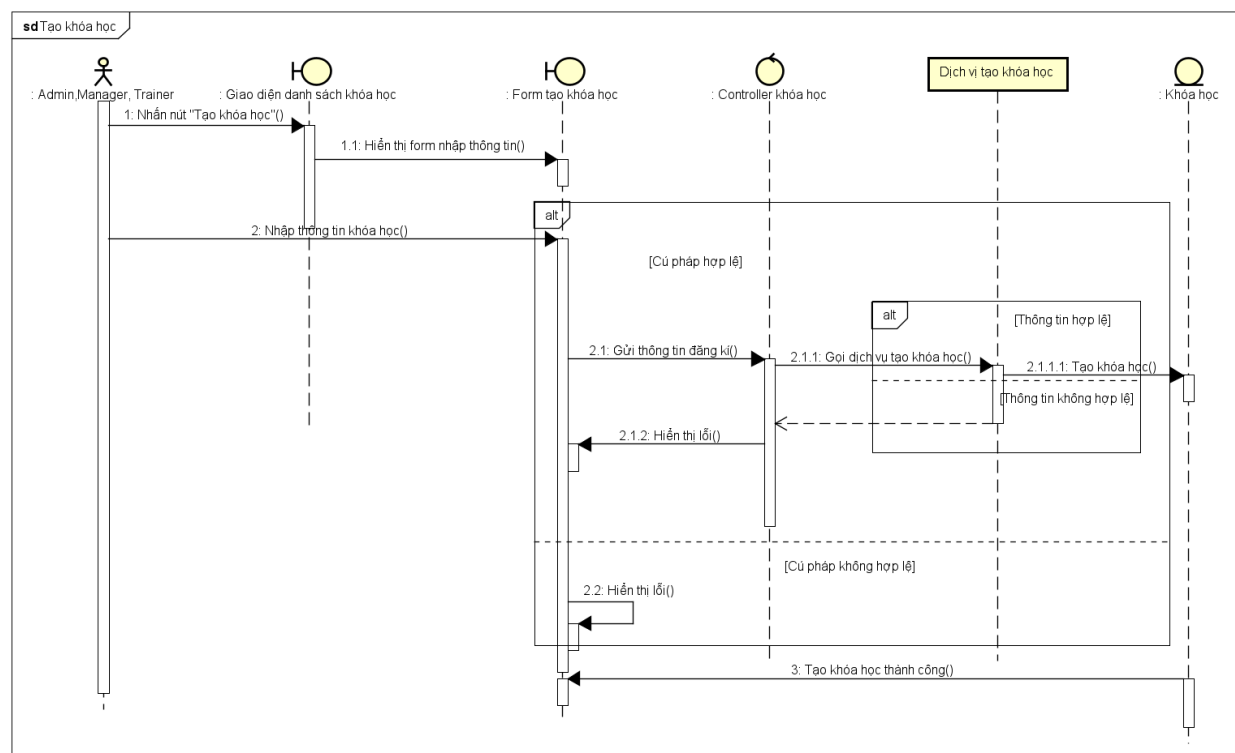 sd Tạo khóa học
: Admin,Manager, Trainer
: Giao diện danh sách khóa học
: Form tạo khóa học
: Controller khóa học
Dịch vị tạo khóa học
: Khóa học
1: Nhấn nút "Tạo khóa học"()
1.1: Hiển thị form nhập thông tin()
alt
2: Nhập thông tin khóa học()
[Cú pháp hợp lệ]
alt
[Thông tin hợp lệ]
2.1: Gửi thông tin đăng kí()
2.1.1: Gọi dịch vụ tạo khóa học()
2.1.1.1: Tạo khóa học()
[Thông tin không hợp lệ]
2.1.2: Hiển thị lỗi()
[Cú pháp không hợp lệ]
2.2: Hiển thị lỗi()
3: Tạo khóa học thành công()